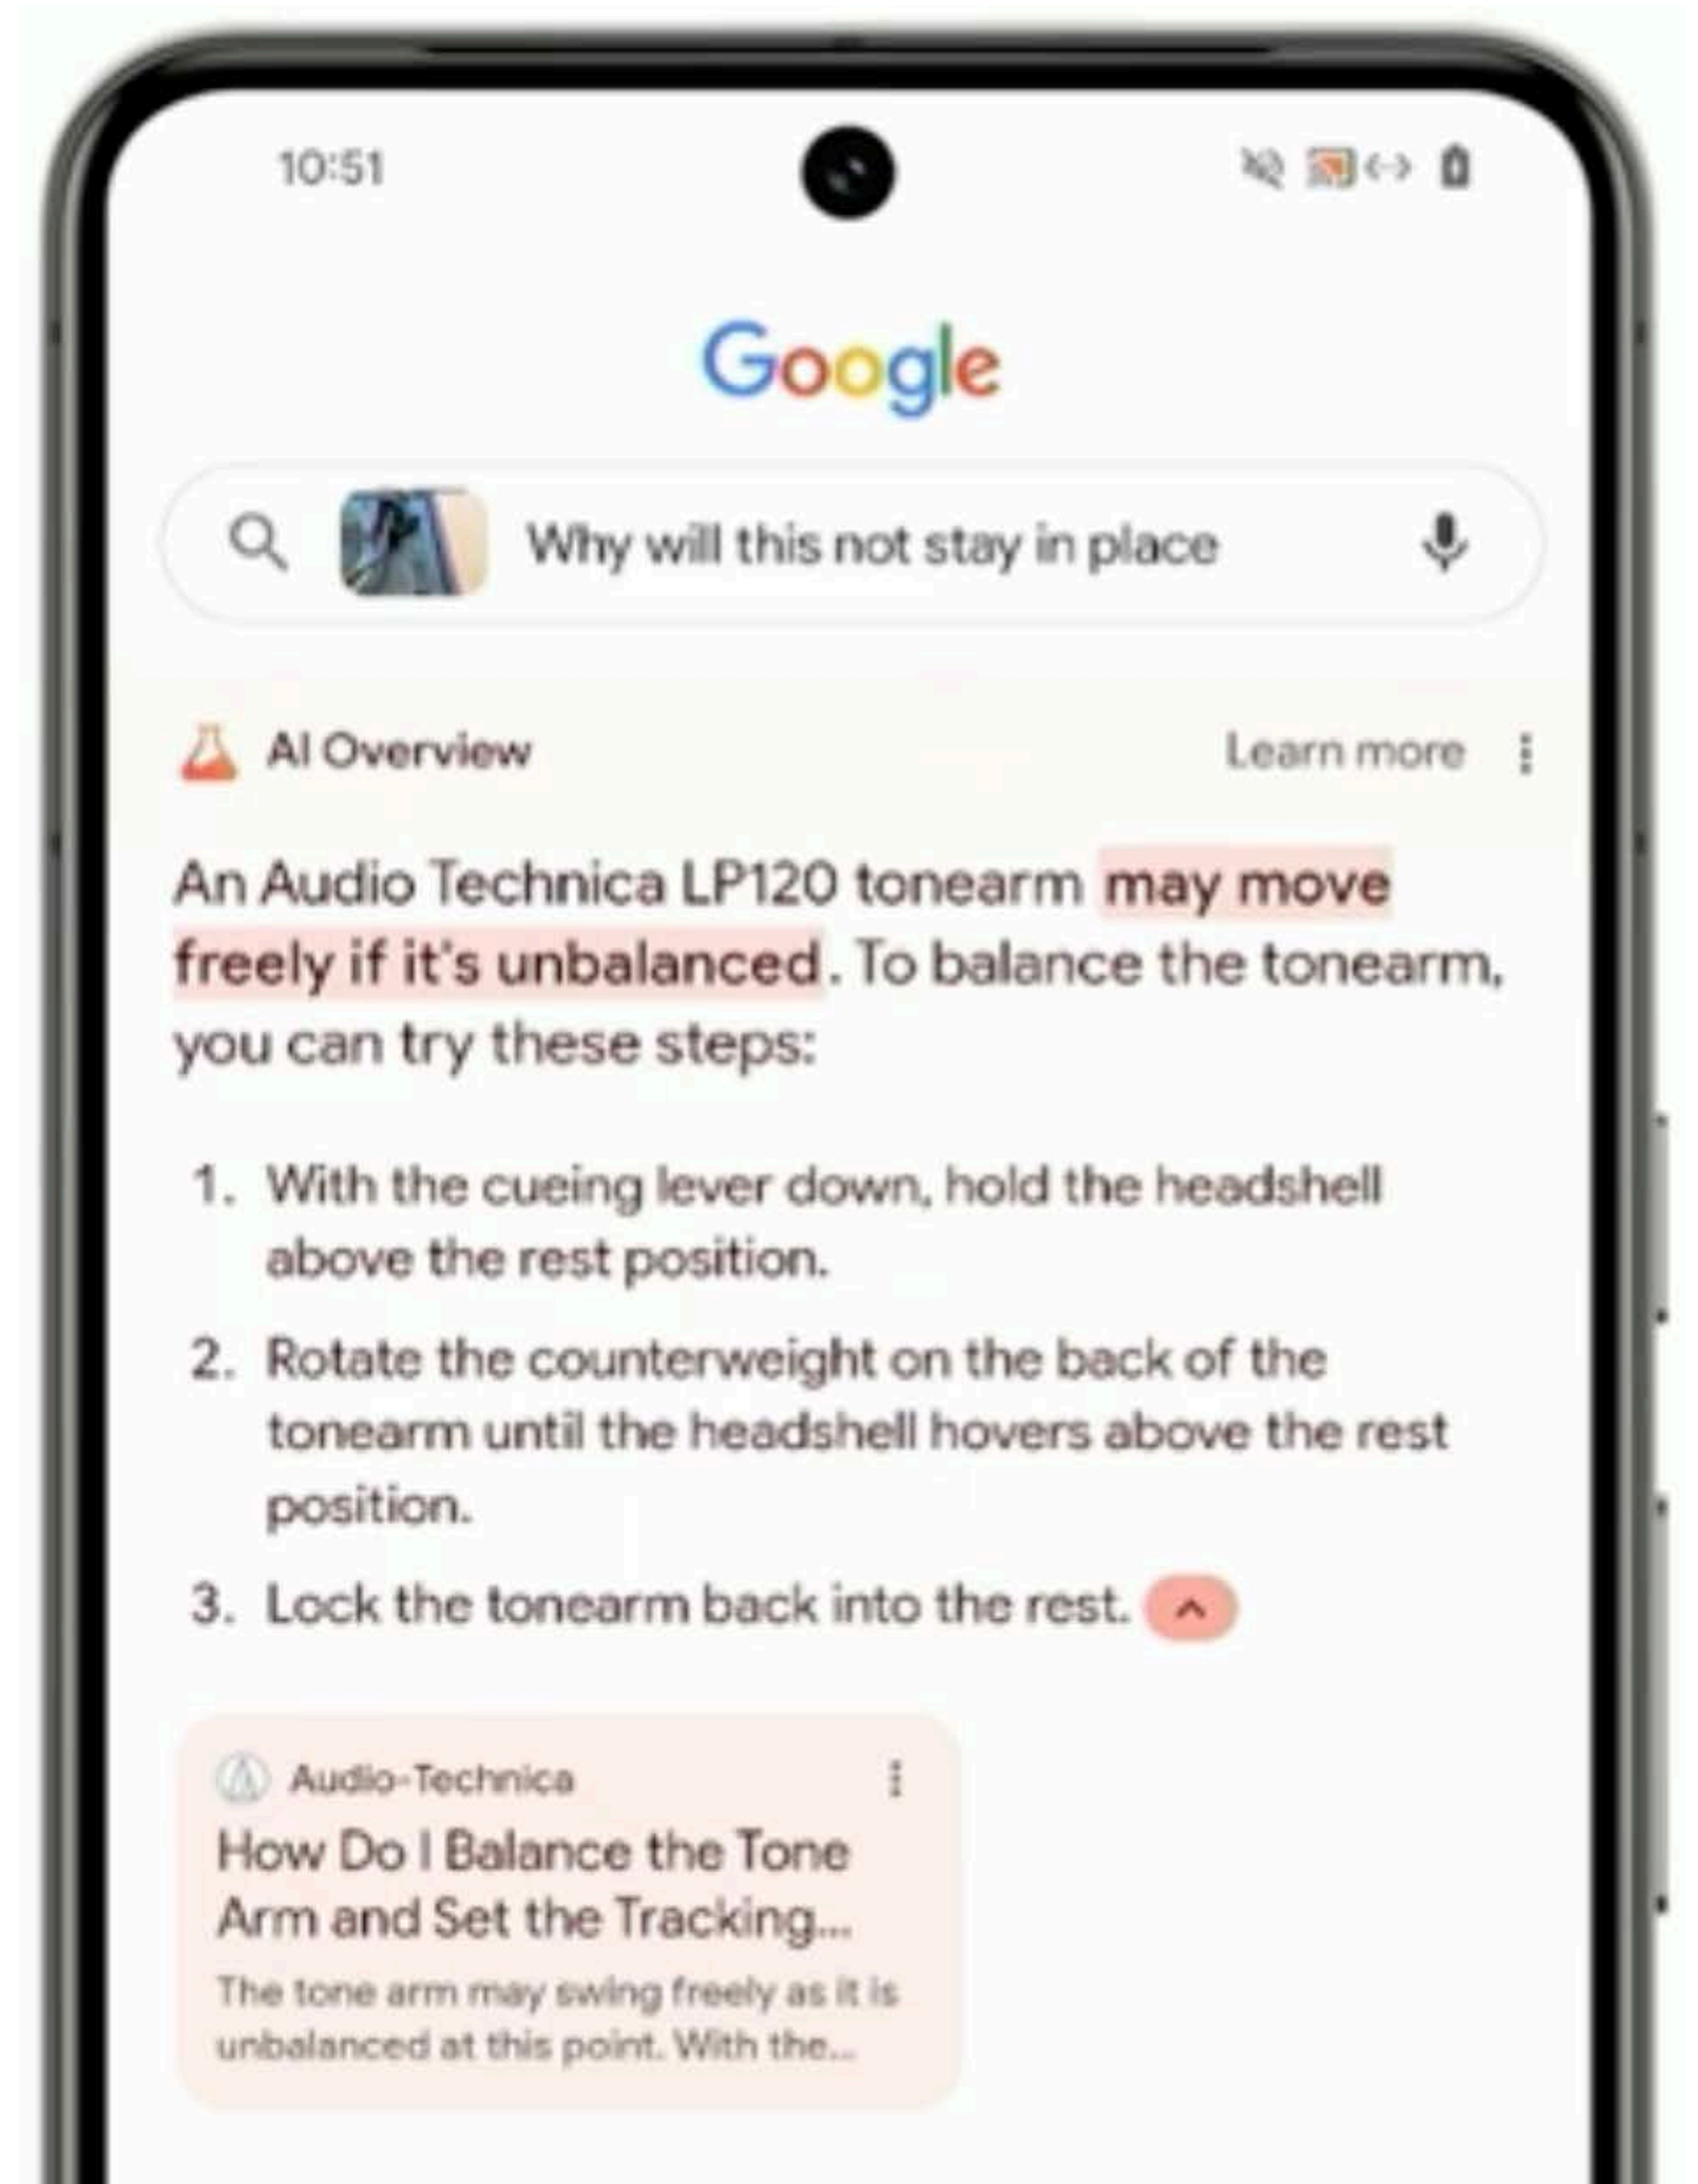 10:51
Google
Why will this not stay in place
AI Overview
Learn more
An Audio Technica LP120 tonearm may move
freely if it's unbalanced. To balance the tonearm,
you can try these steps:
1. With the cueing lever down, hold the headshell
above the rest position.
2. Rotate the counterweight on the back of the
tonearm until the headshell hovers above the rest
position.
3. Lock the tonearm back into the rest.
Audio-Technica
How Do I Balance the Tone
Arm and Set the Tracking...
The tone arm may swing freely as it is
unbalanced at this point. With the...